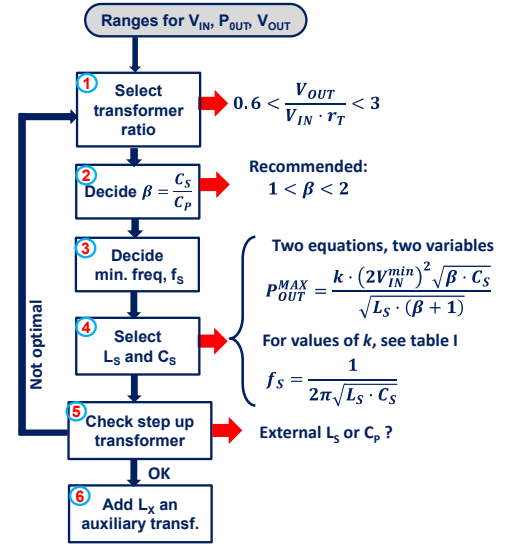 Ranges for V_IN, P_OUT, V_OUT
1
Select
transformer
ratio
0.6 < V_OUT / (V_IN · r_T) < 3
2
Decide β = C_S / C_P
Recommended:
1 < β < 2
3
Decide
min. freq, f_S
Two equations, two variables
P_OUT^MAX = k · (2V_IN^min)^2 √(β · C_S) / √(L_S · (β + 1))
4
Select
L_S and C_S
For values of k, see table I
f_S = 1 / (2π√(L_S · C_S))
Not optimal
5
Check step up
transformer
External L_S or C_P ?
OK
6
Add L_X an
auxiliary transf.